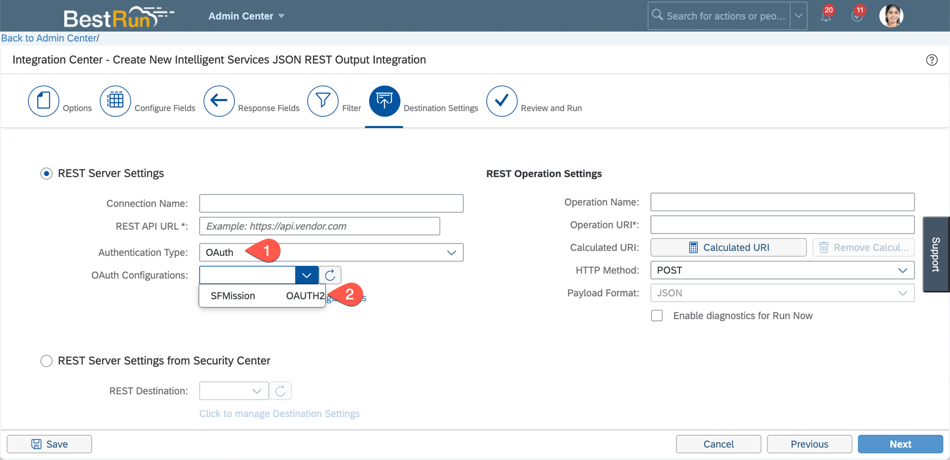 BestRun
Admin Center
Search for actions or peo...
20
11
Back to Admin Center/
Integration Center - Create New Intelligent Services JSON REST Output Integration
Options
Configure Fields
Response Fields
Filter
Destination Settings
Review and Run
REST Server Settings
Connection Name:
REST API URL *:
Example: https://api.vendor.com
Authentication Type:
OAuth
1
OAuth Configurations:
SFMission OAUTH2
2
REST Operation Settings
Operation Name:
Operation URI*:
Calculated URI:
Calculated URI
Remove Calcul...
HTTP Method:
POST
Payload Format:
JSON
Enable diagnostics for Run Now
Support
REST Server Settings from Security Center
REST Destination:
Click to manage Destination Settings
Save
Cancel
Previous
Next